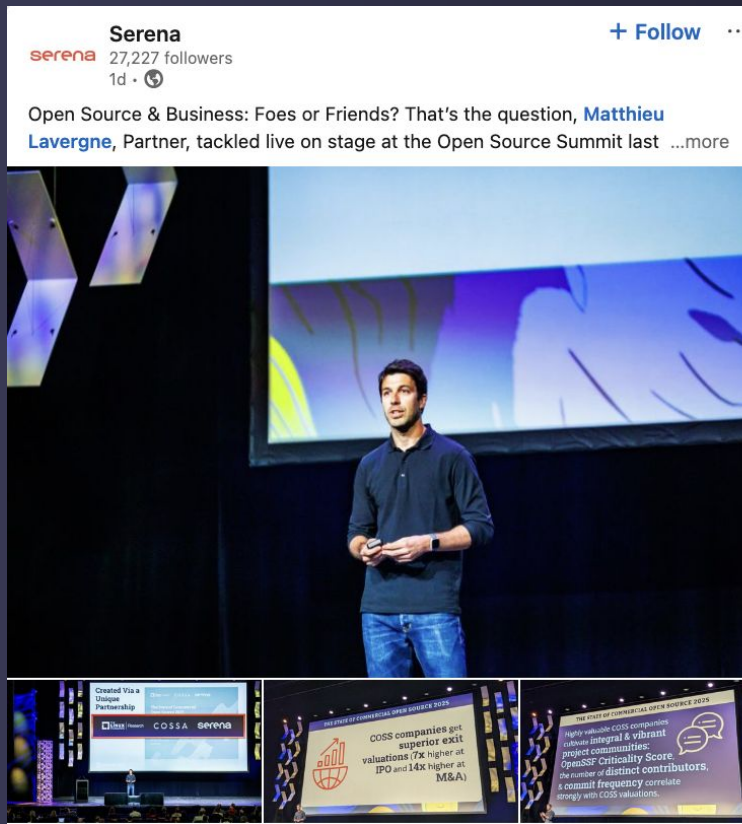 Serena
serena
27,227 followers
1d •
+ Follow
Open Source & Business: Foes or Friends? That's the question, Matthieu
Lavergne, Partner, tackled live on stage at the Open Source Summit last ...more
Created Via a
Unique
Partnership
COSSA
serena
THE STATE OF COMMERCIAL OPEN SOURCE 2025
COSS companies get
superior exit
valuations (7x higher at
IPO and 14x higher at
M&A)
THE STATE OF COMMERCIAL OPEN SOURCE 2025
Highly valuable COSS companies
cultivate integral & vibrant
project communities:
OpenSSF Criticality Score,
the number of distinct contributors,
& commit frequency correlate
strongly with COSS valuations.